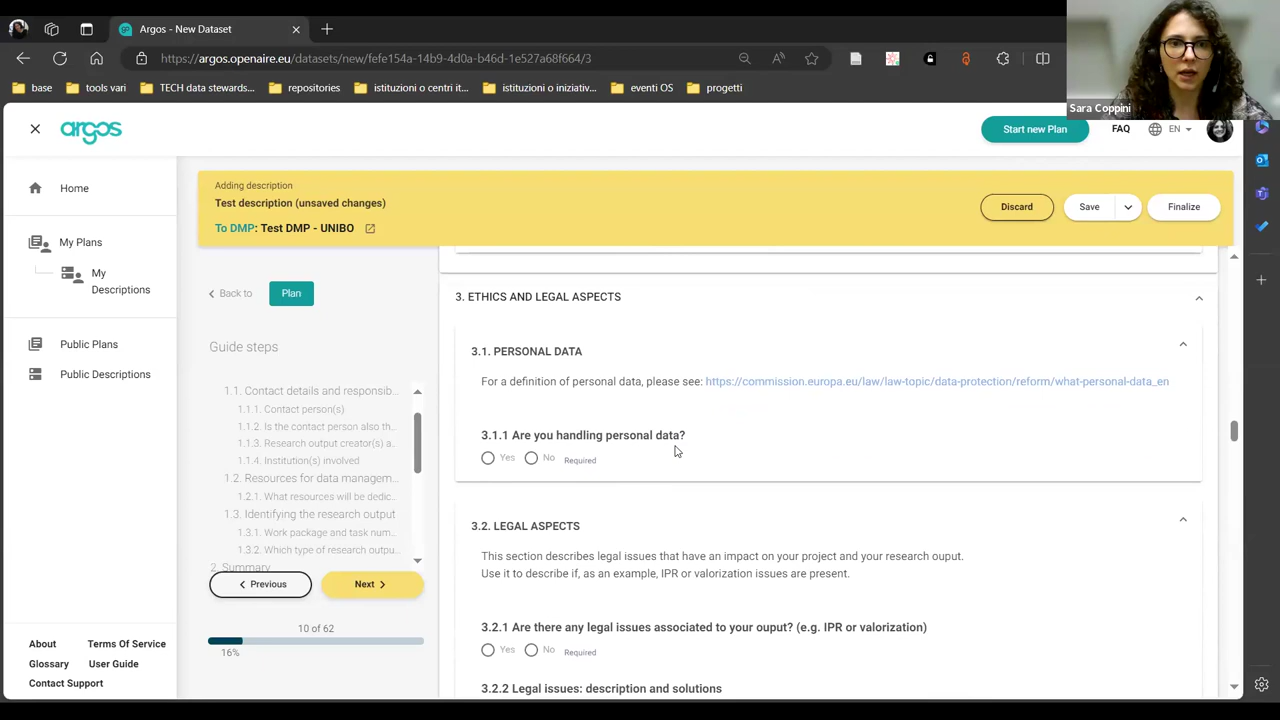 Argos - New Dataset
https://argos.openaire.eu/datasets/new/fefe154a-14b9-4d0a-b46d-1e527a68f664/3
base
tools vari
TECH data stewards...
repositories
istituzioni o centri it...
istituzioni o iniziativ...
eventi OS
progetti
Sara Coppini
argos
Start new Plan
FAQ
EN
Home
My Plans
My Descriptions
Public Plans
Public Descriptions
About
Terms Of Service
Glossary
User Guide
Contact Support
Adding description
Test description (unsaved changes)
To DMP: Test DMP - UNIBO
Discard
Save
Finalize
Back to
Plan
Guide steps
1.1. Contact details and responsib...
1.1.1. Contact person(s)
1.1.2. Is the contact person also th...
1.1.3. Research output creator(s) a...
1.1.4. Institution(s) involved
1.2. Resources for data managem...
1.2.1. What resources will be dedic...
1.3. Identifying the research output
1.3.1. Work package and task num...
1.3.2. Which type of research outpu...
2. Summary
Previous
Next
10 of 62
16%
3. ETHICS AND LEGAL ASPECTS
3.1. PERSONAL DATA
For a definition of personal data, please see: https://commission.europa.eu/law/law-topic/data-protection/reform/what-personal-data_en
3.1.1 Are you handling personal data?
Yes No Required
3.2. LEGAL ASPECTS
This section describes legal issues that have an impact on your project and your research ouput.
Use it to describe if, as an example, IPR or valorization issues are present.
3.2.1 Are there any legal issues associated to your ouput? (e.g. IPR or valorization)
Yes No Required
3.2.2 Legal issues: description and solutions